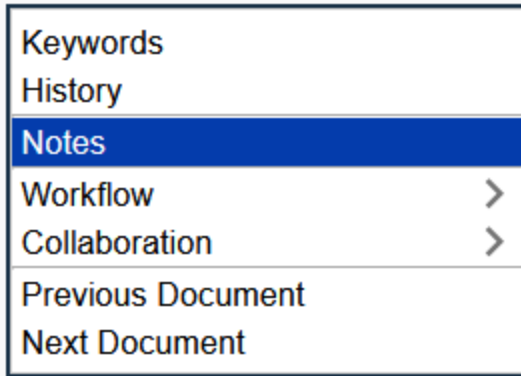 Keywords
History
Notes
Workflow
Collaboration
Previous Document
Next Document